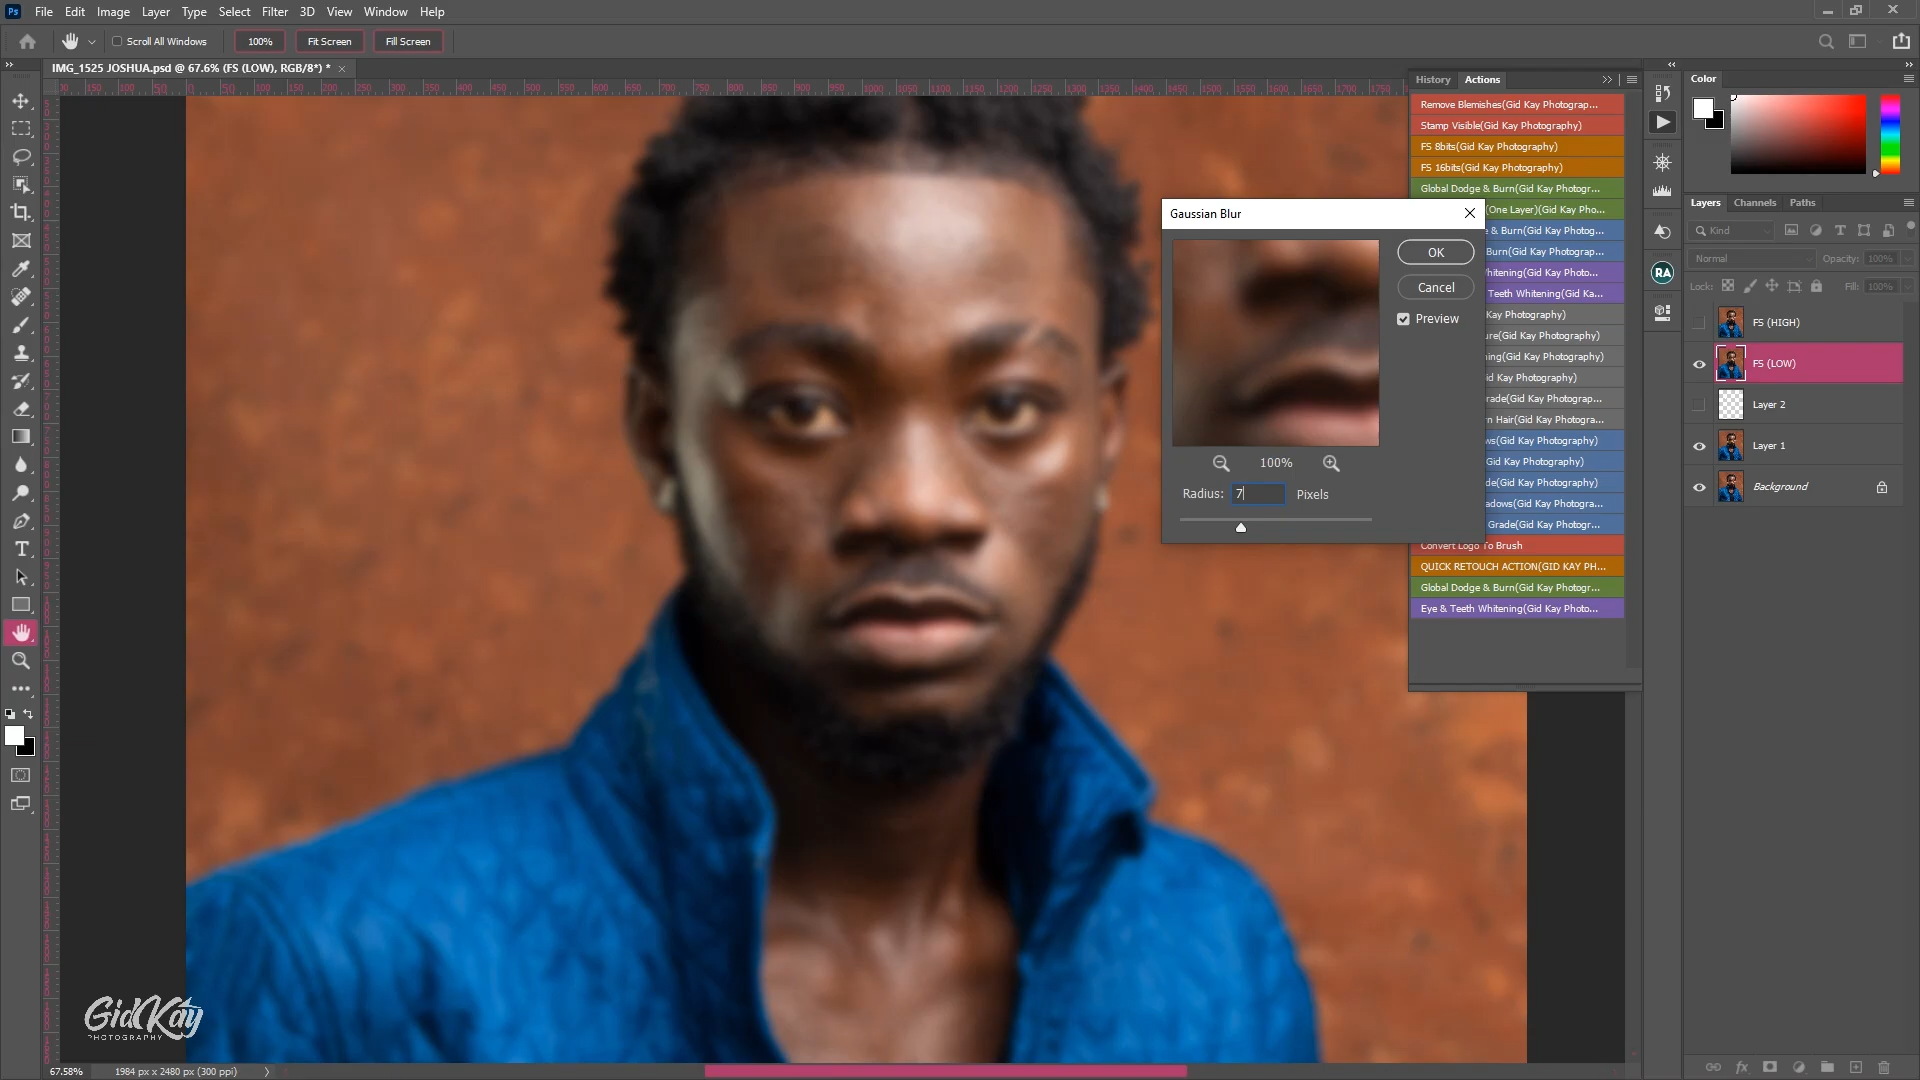 Ps File Edit Image Layer Type Select Filter 3D View Window Help
Scroll All Windows 100% Fit Screen Fill Screen
IMG_1525 JOSHUA.psd @ 67.6% (FS (LOW), RGB/8*) *
History Actions
Remove Blemishes(Gid Kay Photograp...
Stamp Visible(Gid Kay Photography)
FS 8bits(Gid Kay Photography)
FS 16bits(Gid Kay Photography)
Global Dodge & Burn(Gid Kay Photogr...
(One Layer)(Gid Kay Pho...
e & Burn(Gid Kay Photog...
Burn(Gid Kay Photogr...
hitening(Gid Kay Photo...
Teeth Whitening(Gid Ka...
Kay Photography)
ure(Gid Kay Photography)
ning(Gid Kay Photography)
id Kay Photography)
rade(Gid Kay Photograp...
n Hair(Gid Kay Photogra...
ws(Gid Kay Photography)
Gid Kay Photography)
de(Gid Kay Photography)
adows(Gid Kay Photogra...
Grade(Gid Kay Photogr...
Convert Logo To Brush
QUICK RETOUCH ACTION(GID KAY PH...
Global Dodge & Burn(Gid Kay Photogr...
Eye & Teeth Whitening(Gid Kay Photo...
Gaussian Blur
OK
Cancel
Preview
100%
Radius: 7 Pixels
RA
Color
Layers Channels Paths
Kind
Normal Opacity: 100%
Lock: Fill: 100%
FS (HIGH)
FS (LOW)
Layer 2
Layer 1
Background
Gid Kay
PHOTOGRAPHY
67.58% 1984 px x 2480 px (300 ppi)